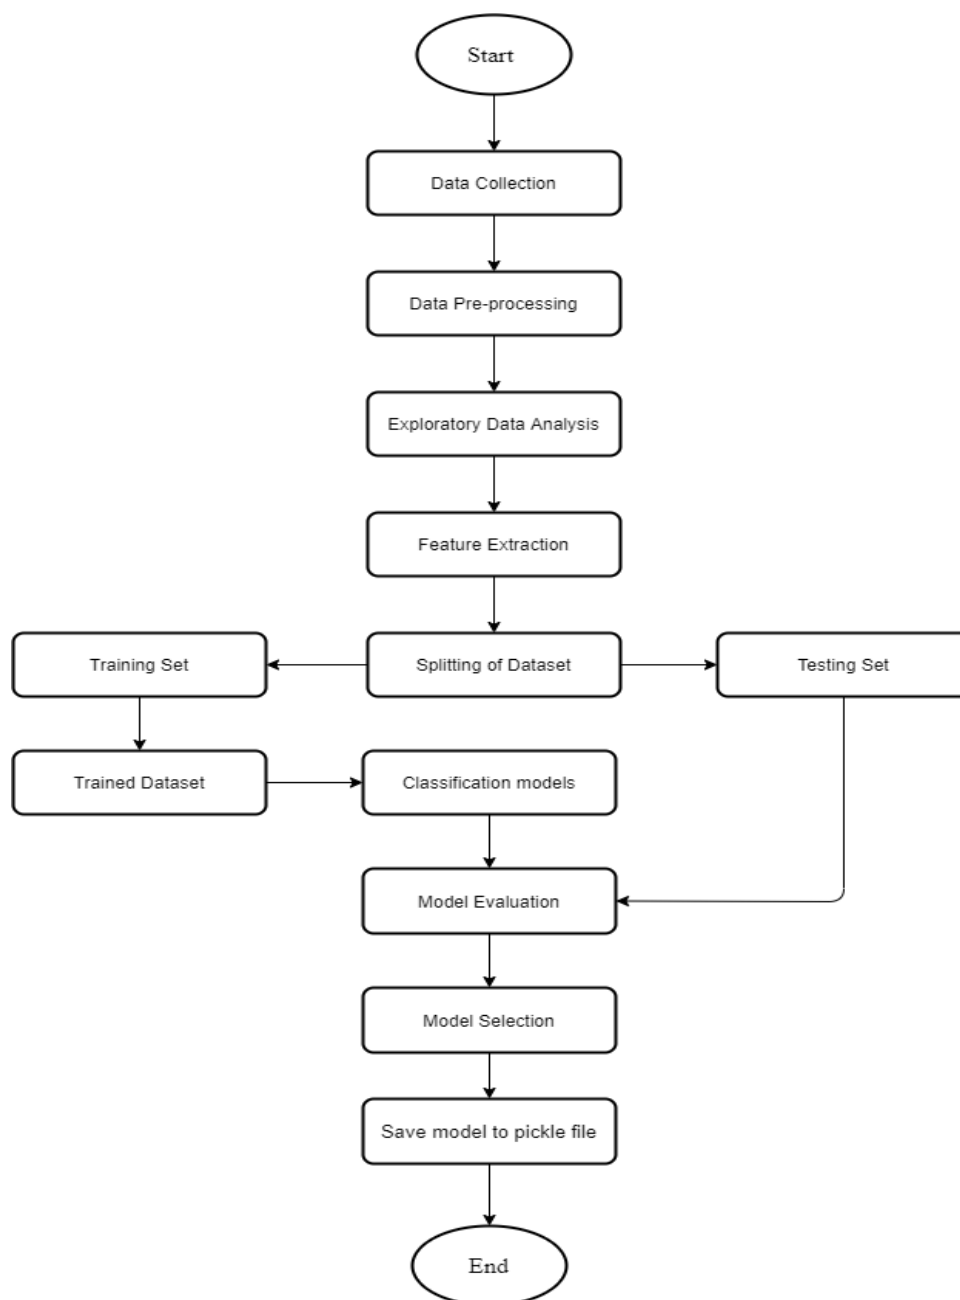 Start
Data Collection
Data Pre-processing
Exploratory Data Analysis
Feature Extraction
Training Set
Splitting of Dataset
Testing Set
Trained Dataset
Classification models
Model Evaluation
Model Selection
Save model to pickle file
End